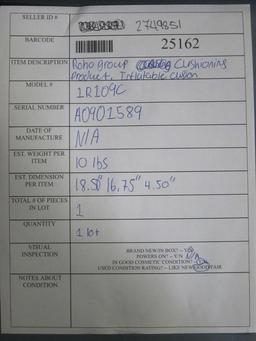 SELLER ID #
2749851
BARCODE
25162
ITEM DESCRIPTION
Roho group Cushioning
Product, Inflatable cushion
MODEL #
1R109C
SERIAL NUMBER
A0901589
DATE OF
MANUFACTURE
N/A
EST. WEIGHT PER
ITEM
10 lbs
EST. DIMENSION
PER ITEM
18.50" 16.75" 4.50"
TOTAL # OF PIECES
IN LOT
1
QUANTITY
1 lot
VISUAL
INSPECTION
BRAND NEW/IN BOX? – Y/N
POWERS ON? – Y/N N/A
IN GOOD COSMETIC CONDITION? – Y/N
USED CONDITION RATING? – LIKE NEW/GOOD/FAIR
NOTES ABOUT
CONDITION